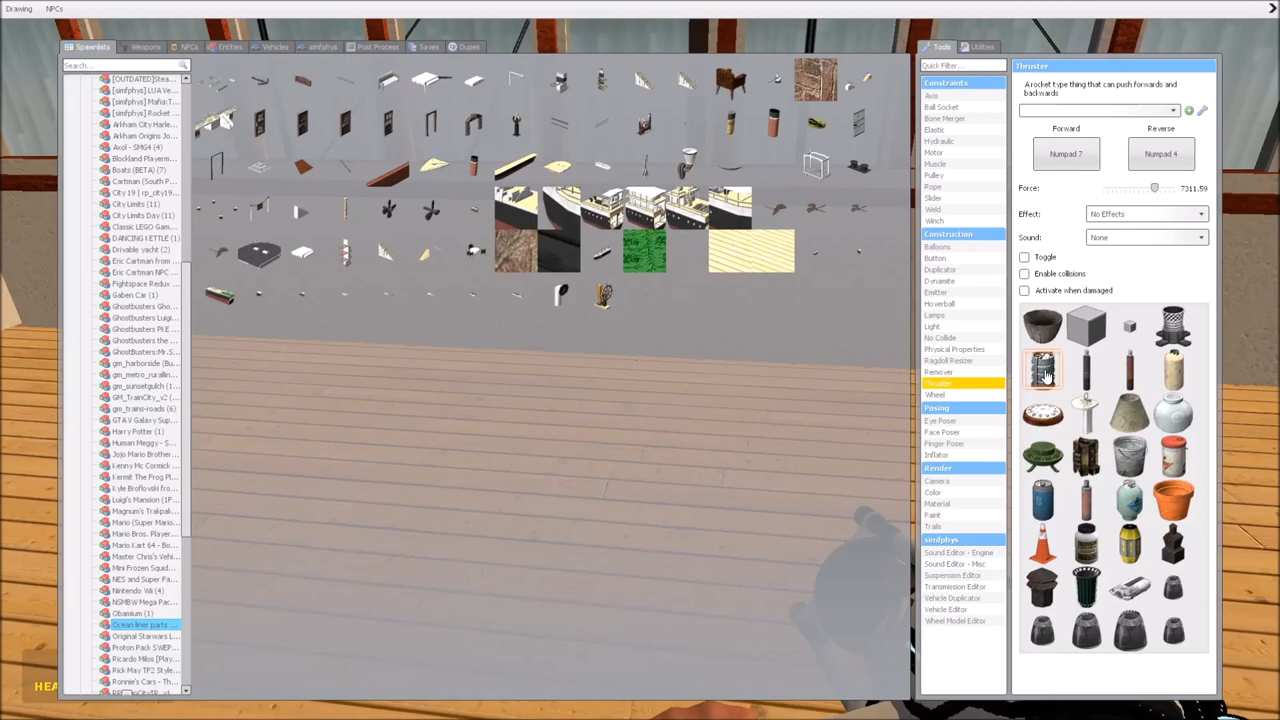 Drawing NPCs
Spawnlists Weapons NPCs Entities Vehicles simfphys Post Process Saves Dupes
Search...
[OUTDATED]Stea...
[simfphys] LUA Ve...
[simfphys] Mafia:T...
[simfphys] Rocket ...
Arkham City Harle...
Arkham Origins Jo...
Axol - SMG4 (4)
Blockland Playerm...
Boats (BETA) (7)
Cartman (South P...
City 19 | rp_city19...
City Limits (11)
City Limits Day (11)
Classic LEGO Gam...
DANCING KETTLE (1)
Drivable yacht (2)
Eric Cartman from ...
Eric Cartman NPC ...
Fightspace Redux ...
Gaben Car (1)
Ghostbusters Gho...
Ghostbusters Luigi...
Ghostbusters PI.E ...
Ghostbusters the ...
GhostBusters:Mr.S...
gm_harborside (Bu...
gm_metro_ruralin...
gm_sunsetgulch (1...
GM_TrainCity_v2 (...
gm_trains-roads (6)
GTA V Galaxy Sup...
Harry Potter (1)
Human Meggy - S...
Jojo Mario Brother...
Kenny Mc Cormick ...
Kermit The Frog Pl...
Kyle Broflovski fro...
Luigi's Mansion (1F...
Magnum's Trakpak...
Mario (Super Mario...
Mario Bros. Player...
Mario Kart 64 - Bo...
Master Chris's Vehi...
Mini Frozen Squid...
NES and Super Fa...
Nintendo Wii (4)
NSMBW Mega Pac...
Obamium (1)
Ocean liner parts ...
Original Starwars L...
Proton Pack SWEP...
Ricardo Milos [Play...
Rick May TF2 Style...
Ronnie's Cars - Th...
HEA
Tools Utilities
Quick Filter...
Constraints
Axis
Ball Socket
Bone Merger
Elastic
Hydraulic
Motor
Muscle
Pulley
Rope
Slider
Weld
Winch
Construction
Balloons
Button
Duplicator
Dynamite
Emitter
Hoverball
Lamps
Light
No Collide
Physical Properties
Ragdoll Resizer
Remover
Thruster
Wheel
Posing
Eye Poser
Face Poser
Finger Poser
Inflator
Render
Camera
Color
Material
Paint
Trails
simfphys
Sound Editor - Engine
Sound Editor - Misc
Suspension Editor
Transmission Editor
Vehicle Duplicator
Vehicle Editor
Wheel Model Editor
Thruster
A rocket type thing that can push forwards and
backwards
Forward Reverse
Numpad 7 Numpad 4
Force: 7311.59
Effect: No Effects
Sound: None
Toggle
Enable collisions
Activate when damaged